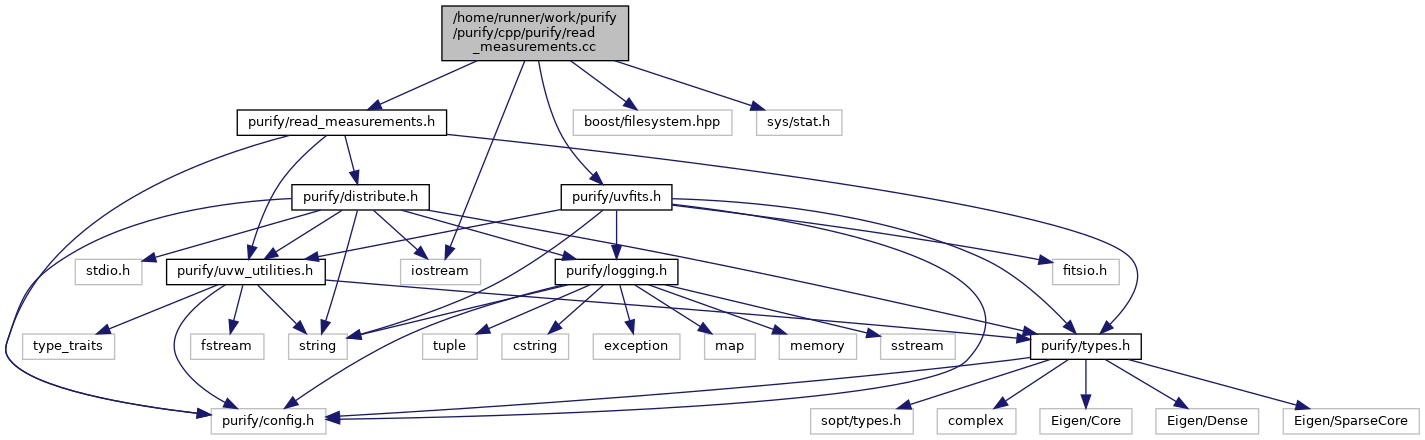 /home/runner/work/purify
/purify/cpp/purify/read
_measurements.cc
purify/read_measurements.h
boost/filesystem.hpp
sys/stat.h
purify/distribute.h
purify/uvfits.h
stdio.h
purify/uvw_utilities.h
iostream
purify/logging.h
fitsio.h
type_traits
fstream
string
tuple
cstring
exception
map
memory
sstream
purify/types.h
purify/config.h
sopt/types.h
complex
Eigen/Core
Eigen/Dense
Eigen/SparseCore